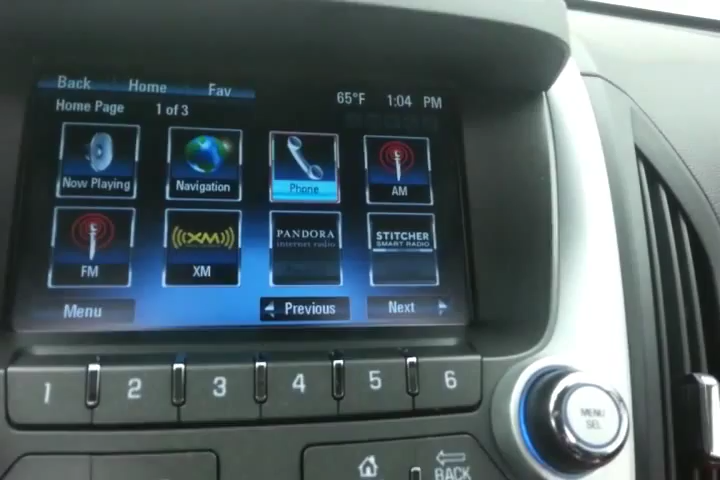 Back Home Fav
65°F 1:04 PM
Home Page 1 of 3
Now Playing Navigation Phone AM
PANDORA
internet radio
STITCHER
SMART RADIO
((XM))
FM XM
Menu Previous Next
1 2 3 4 5 6
MENU
SEL
BACK